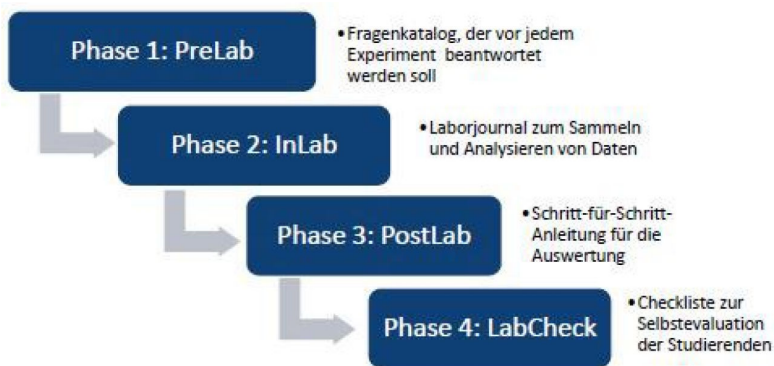 Phase 1: PreLab
•Fragenkatalog, der vor jedem
Experiment beantwortet
werden soll
Phase 2: InLab
•Laborjournal zum Sammeln
und Analysieren von Daten
Phase 3: PostLab
•Schritt-für-Schritt-
Anleitung für die
Auswertung
Phase 4: LabCheck
•Checkliste zur
Selbstevaluation
der Studierenden